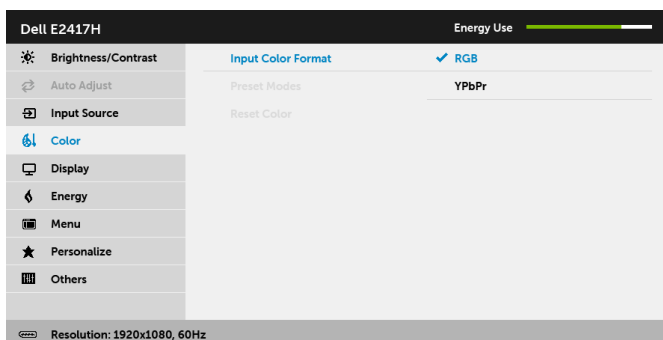 Dell E2417H Energy Use
Brightness/Contrast Input Color Format RGB
Auto Adjust Preset Modes YPbPr
Input Source Reset Color
Color
Display
Energy
Menu
Personalize
Others
Resolution: 1920x1080, 60Hz